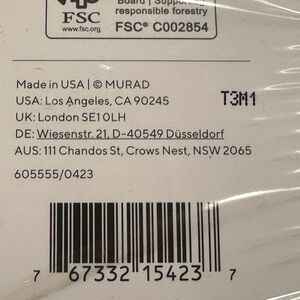 Board | Supporting
responsible forestry
FSC
www.fsc.org
FSC® C002854
Made in USA | © MURAD
USA: Los Angeles, CA 90245
T3M1
UK: London SE1 0LH
DE: Wiesenstr. 21, D-40549 Düsseldorf
AUS: 111 Chandos St, Crows Nest, NSW 2065
605555/0423
7 67332 15423 7